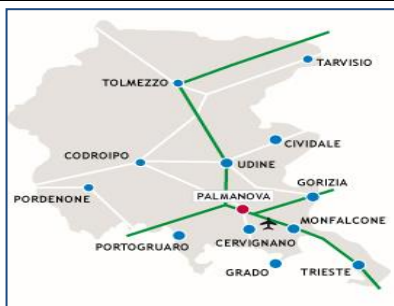 TARVISIO
TOLMEZZO
CIVIDALE
CODROIPO
UDINE
GORIZIA
PORDENONE
PALMANOVA
MONFALCONE
PORTOGRUARO
CERVIGNANO
GRADO
TRIESTE